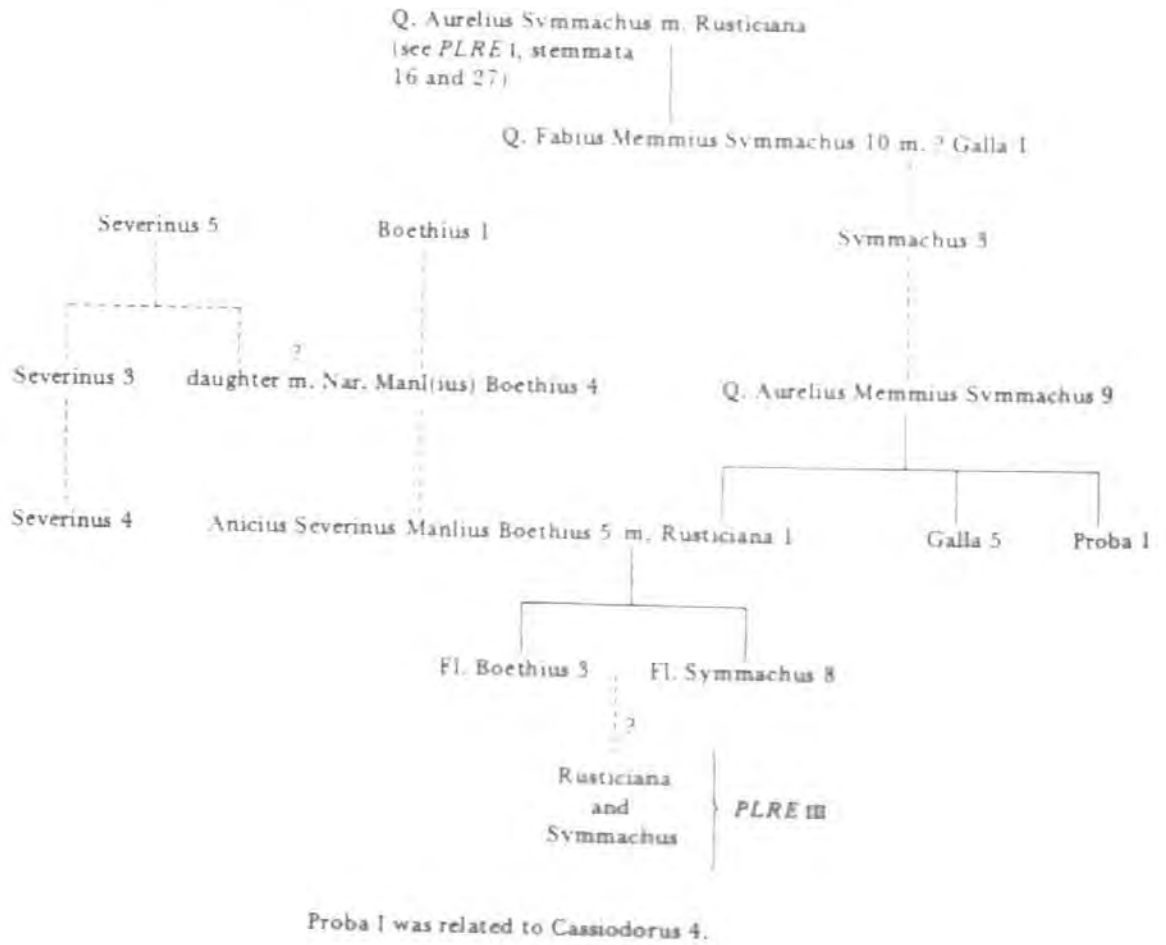 Q. Aurelius Symmachus m. Rusticiana
(see PLRE I, stemmata
16 and 27)
Q. Fabius Memmius Symmachus 10 m. ? Galla 1
Severinus 5
Boethius 1
Symmachus 3
?
Severinus 3
daughter m. Nar. Manl(ius) Boethius 4
Q. Aurelius Memmius Symmachus 9
Severinus 4
Anicius Severinus Manlius Boethius 5 m. Rusticiana 1
Galla 5
Proba 1
Fl. Boethius 3
Fl. Symmachus 8
?
Rusticiana
and
Symmachus
PLRE III
Proba 1 was related to Cassiodorus 4.